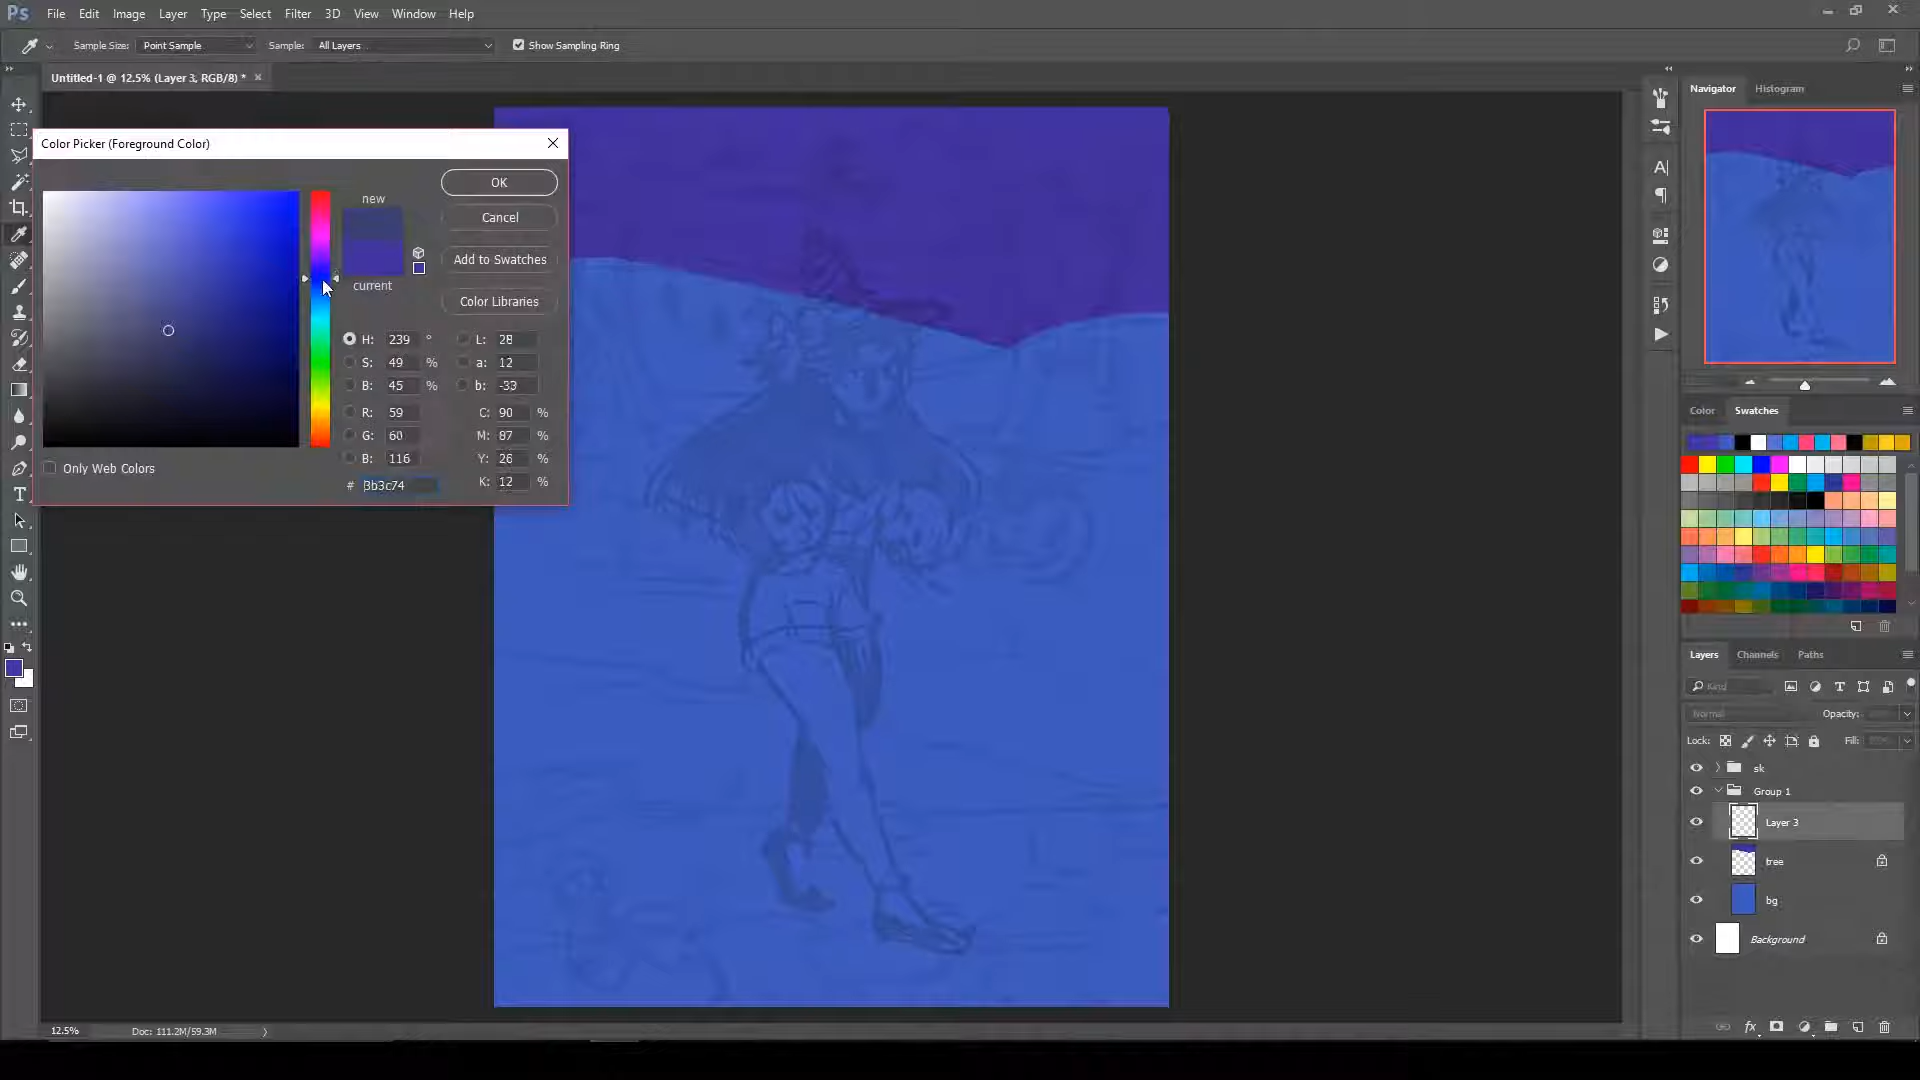 Ps File Edit Image Layer Type Select Filter 3D View Window Help
Sample Size: Point Sample Sample: All Layers Show Sampling Ring
Untitled-1 @ 12.5% (Layer 3, RGB/8) *
Navigator Histogram
Color Picker (Foreground Color)
OK
new
Cancel
Add to Swatches
current
Color Libraries
H: 239 ° L: 28
S: 49 % a: 12
B: 45 % b: -33
R: 59 C: 90 %
G: 60 M: 87 %
B: 116 Y: 26 %
Only Web Colors
# 3b3c74 K: 12 %
Color Swatches
Layers Channels Paths
Kind
Normal Opacity:
Lock: Fill:
sk
Group 1
Layer 3
tree
bg
Background
12.5% Doc: 111.2M/59.3M